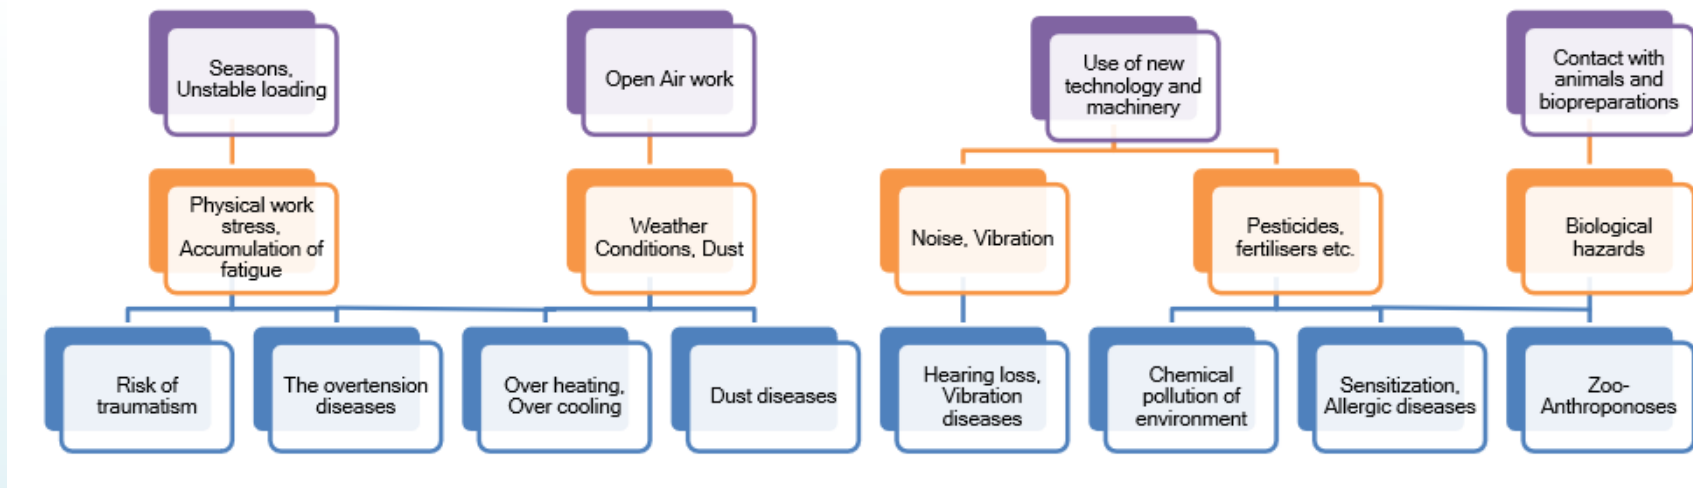 Seasons,
Unstable loading
Open Air work
Use of new
technology and
machinery
Contact with
animals and
biopreparations
Physical work
stress,
Accumulation of
fatigue
Weather
Conditions, Dust
Noise, Vibration
Pesticides,
fertilisers etc.
Biological
hazards
Risk of
traumatism
The overtension
diseases
Over heating,
Over cooling
Dust diseases
Hearing loss,
Vibration
diseases
Chemical
pollution of
environment
Sensitization,
Allergic diseases
Zoo-
Anthroponoses